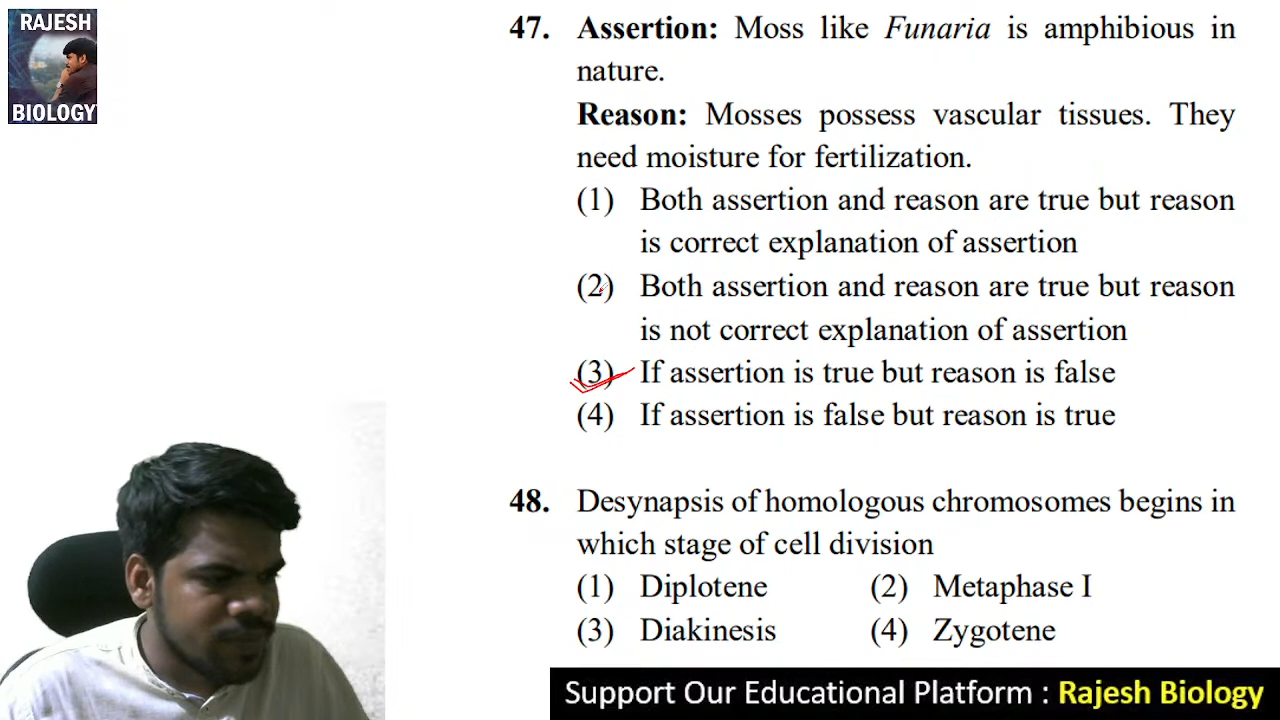 RAJESH
BIOLOGY
47. Assertion: Moss like Funaria is amphibious in
nature.
Reason: Mosses possess vascular tissues. They
need moisture for fertilization.
(1) Both assertion and reason are true but reason
is correct explanation of assertion
(2) Both assertion and reason are true but reason
is not correct explanation of assertion
(3) If assertion is true but reason is false
(4) If assertion is false but reason is true
48. Desynapsis of homologous chromosomes begins in
which stage of cell division
(1) Diplotene (2) Metaphase I
(3) Diakinesis (4) Zygotene
Support Our Educational Platform : Rajesh Biology